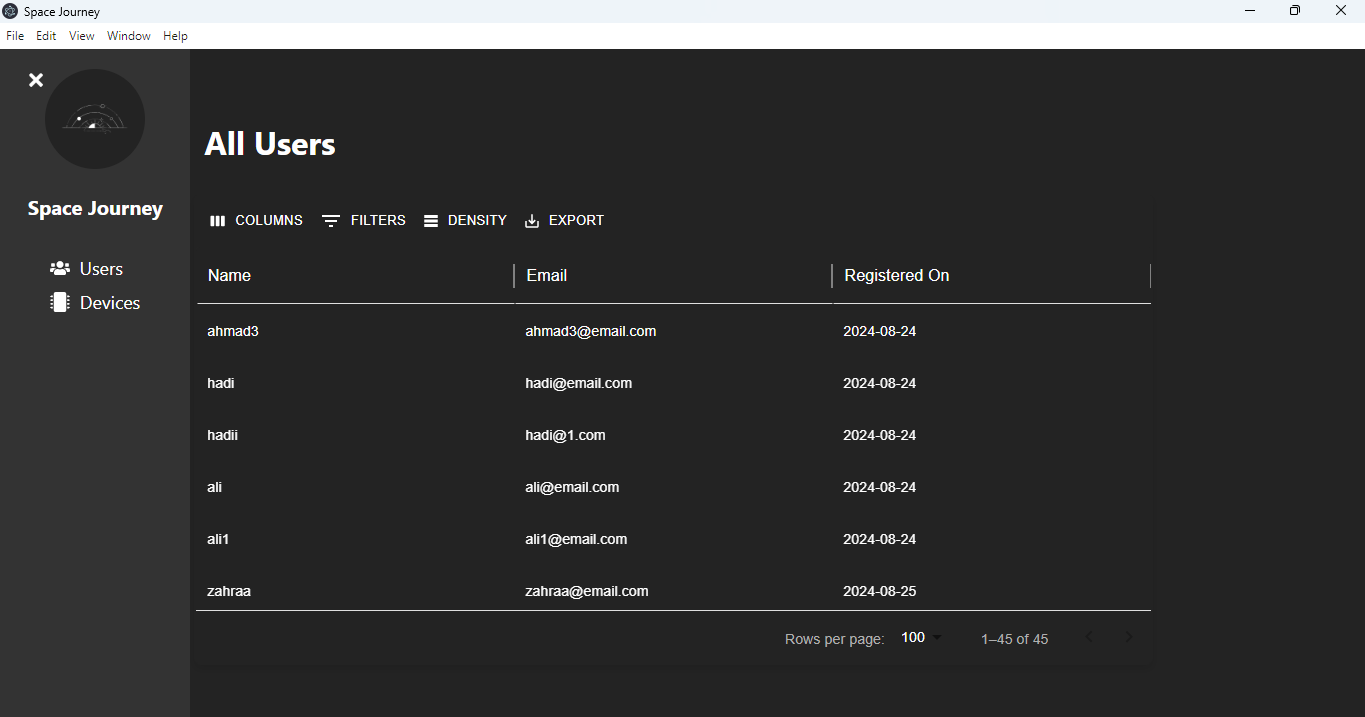 Space Journey
File Edit View Window Help
Space Journey
Users
Devices
All Users
COLUMNS FILTERS DENSITY EXPORT
Name Email Registered On
ahmad3 ahmad3@email.com 2024-08-24
hadi hadi@email.com 2024-08-24
hadii hadi@1.com 2024-08-24
ali ali@email.com 2024-08-24
ali1 ali1@email.com 2024-08-24
zahraa zahraa@email.com 2024-08-25
Rows per page: 100 1–45 of 45